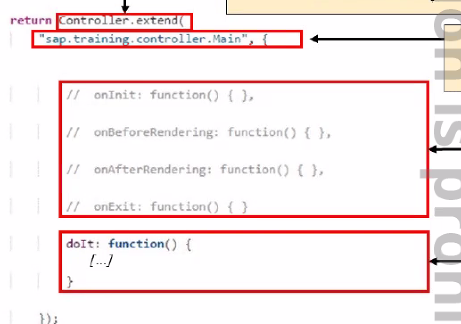 return Controller.extend(
"sap.training.controller.Main", {
// onInit: function() { },
// onBeforeRendering: function() { },
// onAfterRendering: function() { },
// onExit: function() { }
doIt: function() {
[...]
}
});
on is